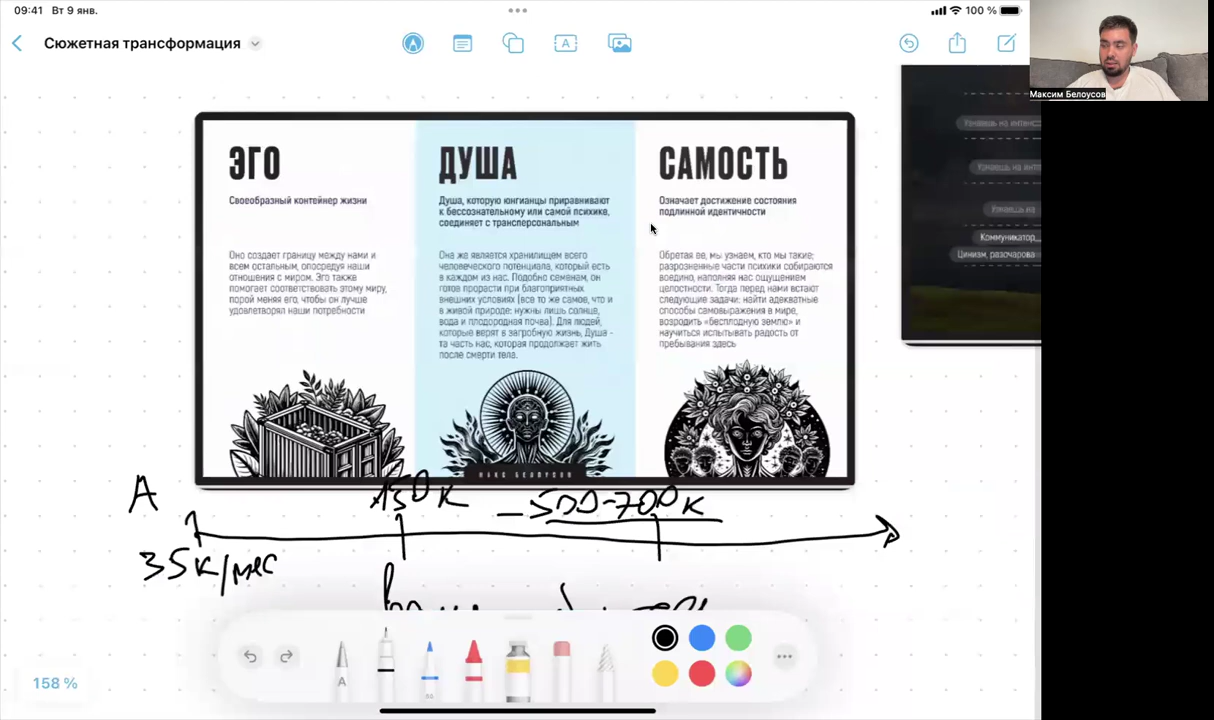 09:41 Вт 9 янв.
100 %
Сюжетная трансформация
A
Максим Белоусов
ЭГО
Своеобразный контейнер жизни
Оно создает границу между нами и
всем остальным, опосредуя наши
отношения с миром. Эго также
помогает соответствовать этому миру,
порой меняя его, чтобы он лучше
удовлетворял наши потребности
ДУША
Душа, которую юнгианцы приравнивают
к бессознательному или самой психике,
соединяет с трансперсональным
Она же является хранилищем всего
человеческого потенциала, который есть
в каждом из нас. Подобно семенам, он
готов прорасти при благоприятных
внешних условиях (все то же самое, что и
в живой природе: нужны лишь солнце,
вода и плодородная почва). Для людей,
которые верят в загробную жизнь, Душа -
та часть нас, которая продолжает жить
после смерти тела.
САМОСТЬ
Означает достижение состояния
подлинной идентичности
Обретая ее, мы узнаем, кто мы такие;
разрозненные части психики собираются
воедино, наполняя нас ощущением
целостности. Тогда перед нами встают
следующие задачи: найти адекватные
способы самовыражения в мире,
возродить «бесплодную землю» и
научиться испытывать радость от
пребывания здесь
МАКС БЕЛОУСОВ
Узнаешь на
Коммуникатор,
Цинизм, разочарова
A
150к
500-700к
35к/мес
A
158 %